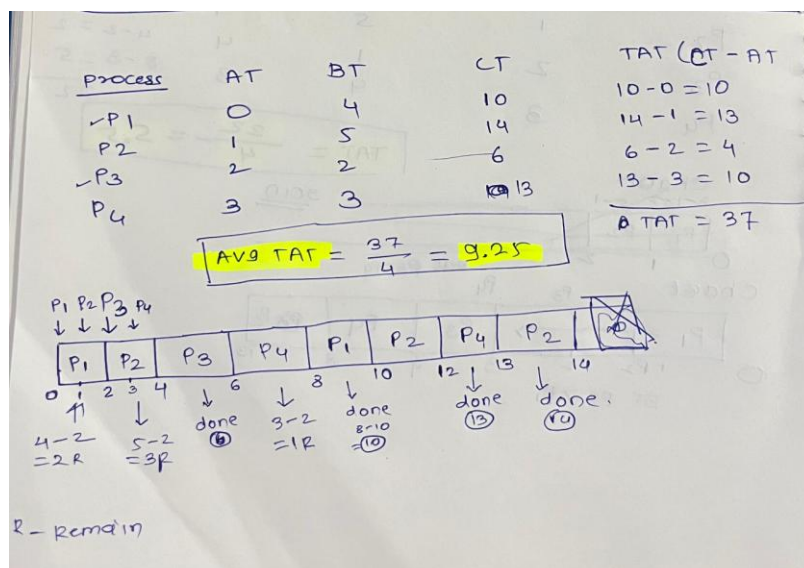 Process AT BT CT TAT (CT - AT
P1 0 4 10 10-0 = 10
P2 1 5 14 14-1 = 13
P3 2 2 6 6-2 = 4
P4 3 3 13 13-3 = 10
TAT = 37
Avg TAT = 37/4 = 9.25
P1 P2 P3 P4
P1 P2 P3 P4 P1 P2 P4 P2
0 1 2 3 4 6 8 10 12 13 14
4-2 =2R
5-2 =3R
done 6
3-2 =1R
done 8-10 =10
done 13
done. 14
R - Remain